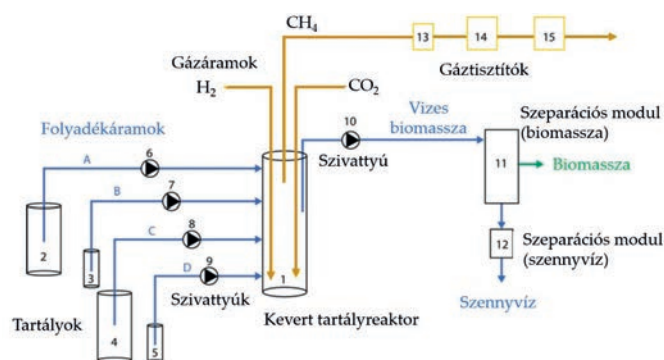 CH4
13
14
15
Gázáramok
Gáztisztítók
H2
CO2
10
Vizes
biomassza
Szeparációs modul
(biomassza)
Folyadékáramok
Szivattyú
A
6
11
Biomassza
B
7
2
3
C
8
12
Szeparációs modul
(szennyvíz)
D
9
1
Szivattyúk
Szennyvíz
Tartályok
4
5
Kevert tartályreaktor